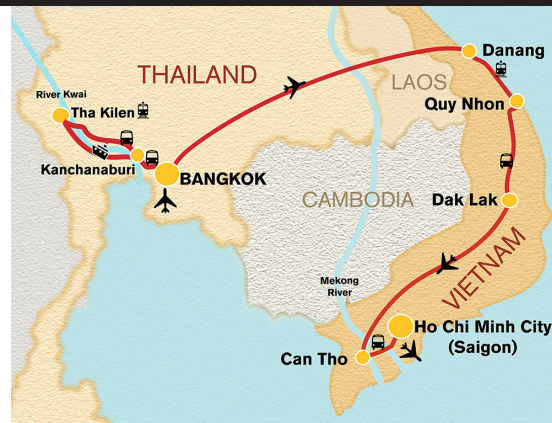 Danang
THAILAND
LAOS
River Kwai
Quy Nhon
Tha Kilen
Kanchanaburi
BANGKOK
CAMBODIA
Dak Lak
VIETNAM
Mekong
River
Ho Chi Minh City
(Saigon)
Can Tho